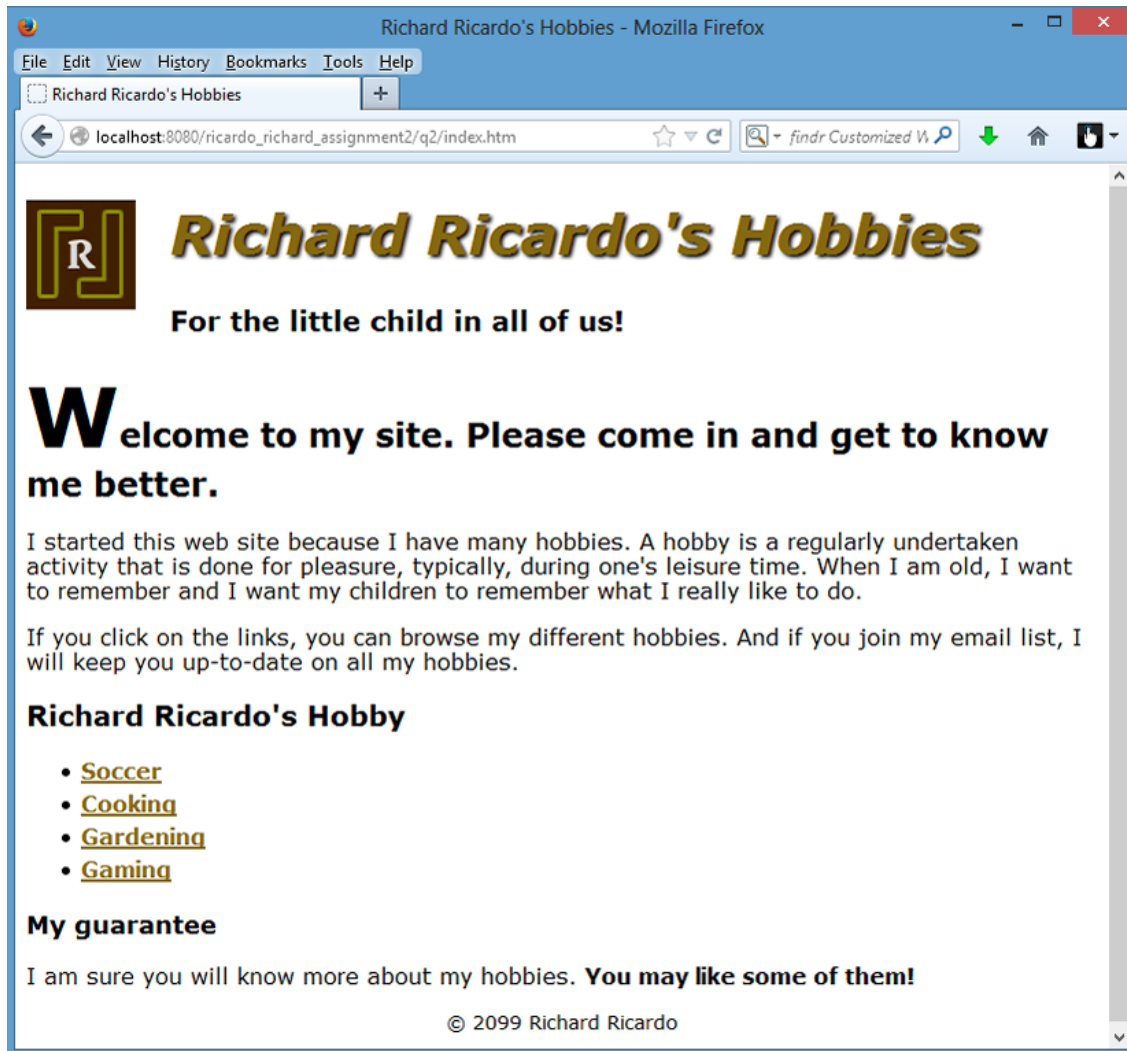 Richard Ricardo's Hobbies - Mozilla Firefox
File Edit View History Bookmarks Tools Help
Richard Ricardo's Hobbies
localhost:8080/ricardo_richard_assignment2/q2/index.htm
findr Customized W
R
Richard Ricardo's Hobbies
For the little child in all of us!
Welcome to my site. Please come in and get to know
me better.
I started this web site because I have many hobbies. A hobby is a regularly undertaken
activity that is done for pleasure, typically, during one's leisure time. When I am old, I want
to remember and I want my children to remember what I really like to do.
If you click on the links, you can browse my different hobbies. And if you join my email list, I
will keep you up-to-date on all my hobbies.
Richard Ricardo's Hobby
• Soccer
• Cooking
• Gardening
• Gaming
My guarantee
I am sure you will know more about my hobbies. You may like some of them!
© 2099 Richard Ricardo